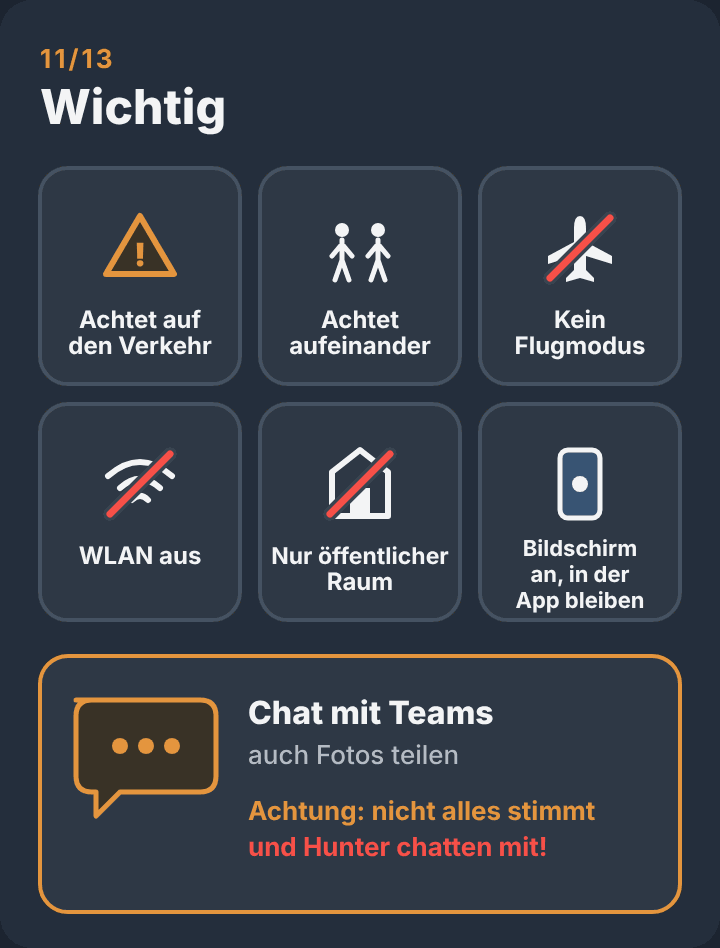 11/13
Wichtig
!
Achtet auf
den Verkehr
Achtet
aufeinander
Kein
Flugmodus
WLAN aus
Nur öffentlicher
Raum
Bildschirm
an, in der
App bleiben
Chat mit Teams
auch Fotos teilen
Achtung: nicht alles stimmt
und Hunter chatten mit!